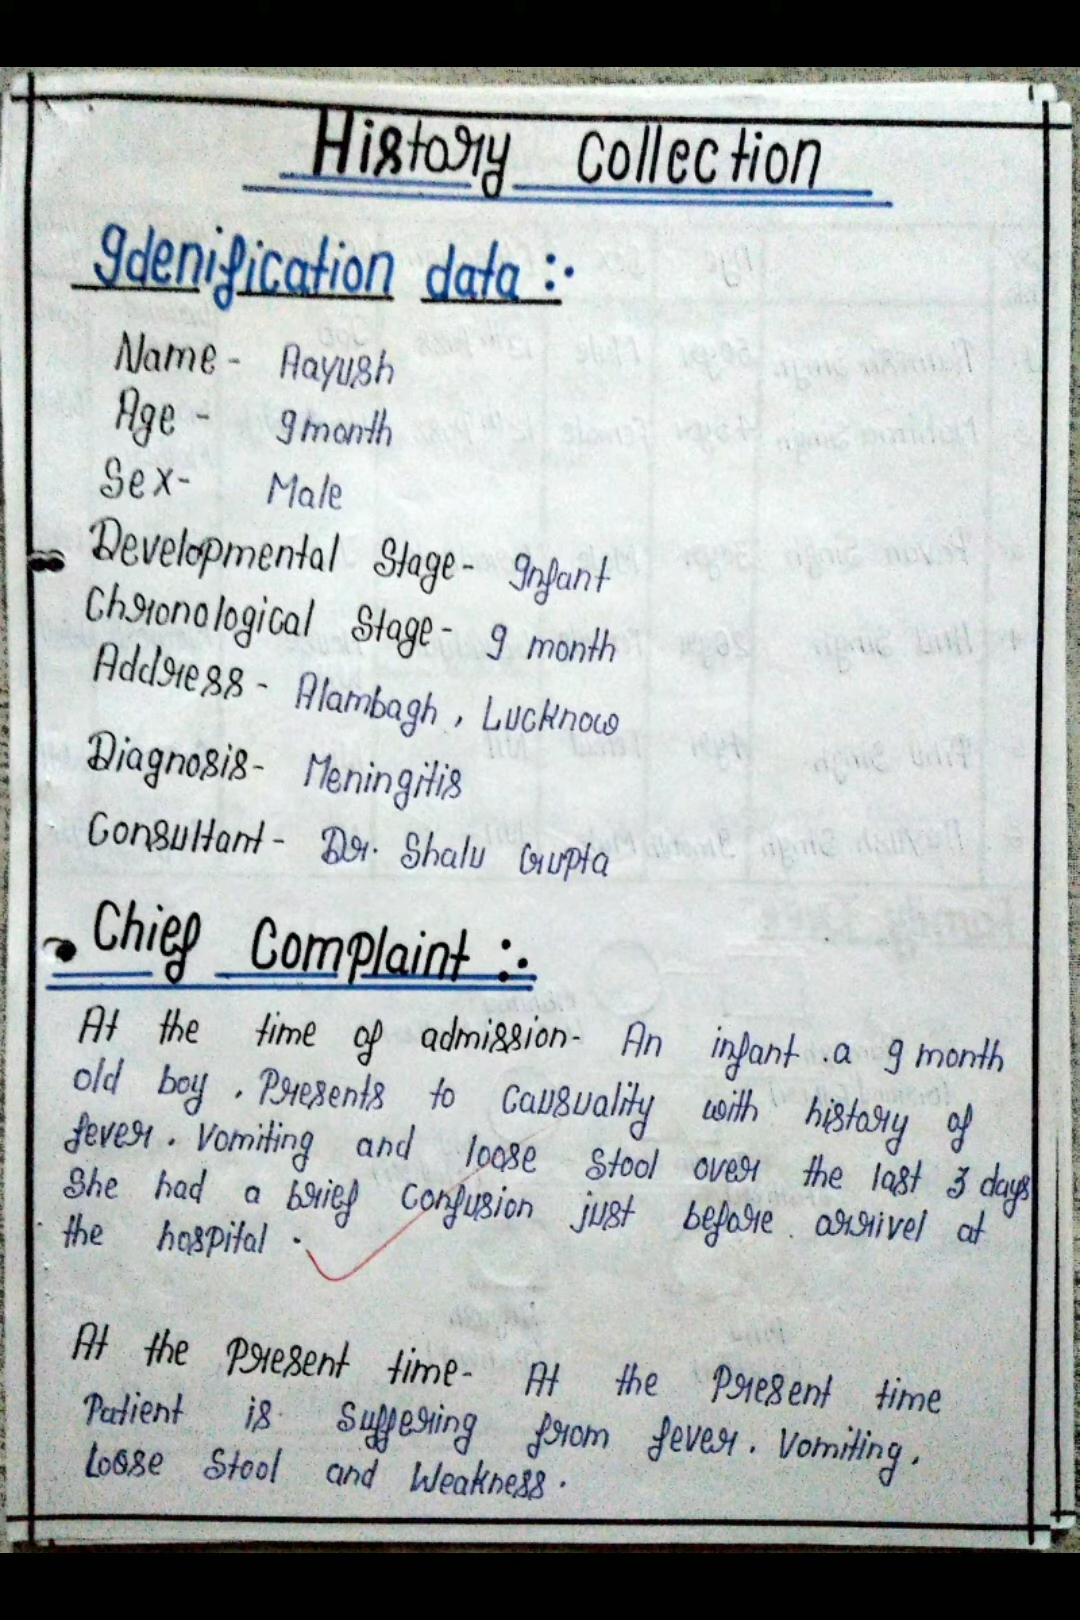 History Collection
Idenification data :-
Name - Aayush
Age - 9 month
Sex - Male
Developmental Stage - Infant
Chronological Stage - 9 month
Address - Alambagh, Lucknow
Diagnosis - Meningitis
Consultant - Dr. Shalu Gupta
Chief Complaint :-
At the time of admission - An infant . a 9 month
old boy . Presents to Causuality with history of
fever . Vomiting and loose Stool over the last 3 days
She had a brief Confusion just before arrivel at
the hospital .
At the Present time - At the Present time
Patient is suffering from fever . Vomiting .
Loose Stool and Weakness .